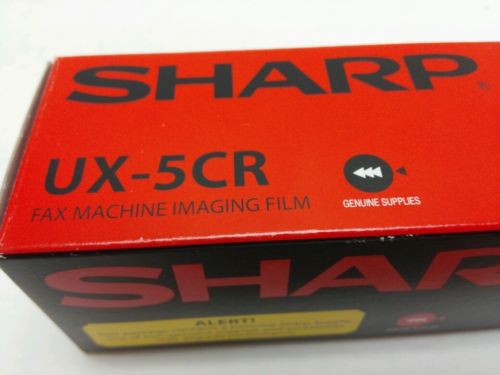 SHARP®
UX-5CR
FAX MACHINE IMAGING FILM
GENUINE SUPPLIES
SHARP
ALERT!